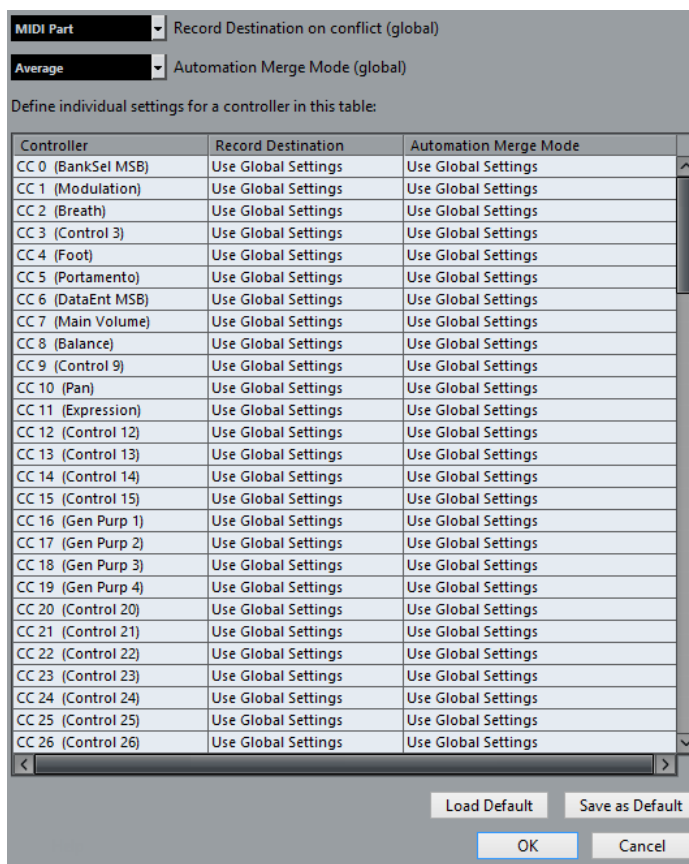 MIDI Part Record Destination on conflict (global)
Average Automation Merge Mode (global)
Define individual settings for a controller in this table:
Controller Record Destination Automation Merge Mode
CC 0 (BankSel MSB) Use Global Settings Use Global Settings
CC 1 (Modulation) Use Global Settings Use Global Settings
CC 2 (Breath) Use Global Settings Use Global Settings
CC 3 (Control 3) Use Global Settings Use Global Settings
CC 4 (Foot) Use Global Settings Use Global Settings
CC 5 (Portamento) Use Global Settings Use Global Settings
CC 6 (DataEnt MSB) Use Global Settings Use Global Settings
CC 7 (Main Volume) Use Global Settings Use Global Settings
CC 8 (Balance) Use Global Settings Use Global Settings
CC 9 (Control 9) Use Global Settings Use Global Settings
CC 10 (Pan) Use Global Settings Use Global Settings
CC 11 (Expression) Use Global Settings Use Global Settings
CC 12 (Control 12) Use Global Settings Use Global Settings
CC 13 (Control 13) Use Global Settings Use Global Settings
CC 14 (Control 14) Use Global Settings Use Global Settings
CC 15 (Control 15) Use Global Settings Use Global Settings
CC 16 (Gen Purp 1) Use Global Settings Use Global Settings
CC 17 (Gen Purp 2) Use Global Settings Use Global Settings
CC 18 (Gen Purp 3) Use Global Settings Use Global Settings
CC 19 (Gen Purp 4) Use Global Settings Use Global Settings
CC 20 (Control 20) Use Global Settings Use Global Settings
CC 21 (Control 21) Use Global Settings Use Global Settings
CC 22 (Control 22) Use Global Settings Use Global Settings
CC 23 (Control 23) Use Global Settings Use Global Settings
CC 24 (Control 24) Use Global Settings Use Global Settings
CC 25 (Control 25) Use Global Settings Use Global Settings
CC 26 (Control 26) Use Global Settings Use Global Settings
Load Default Save as Default
OK Cancel